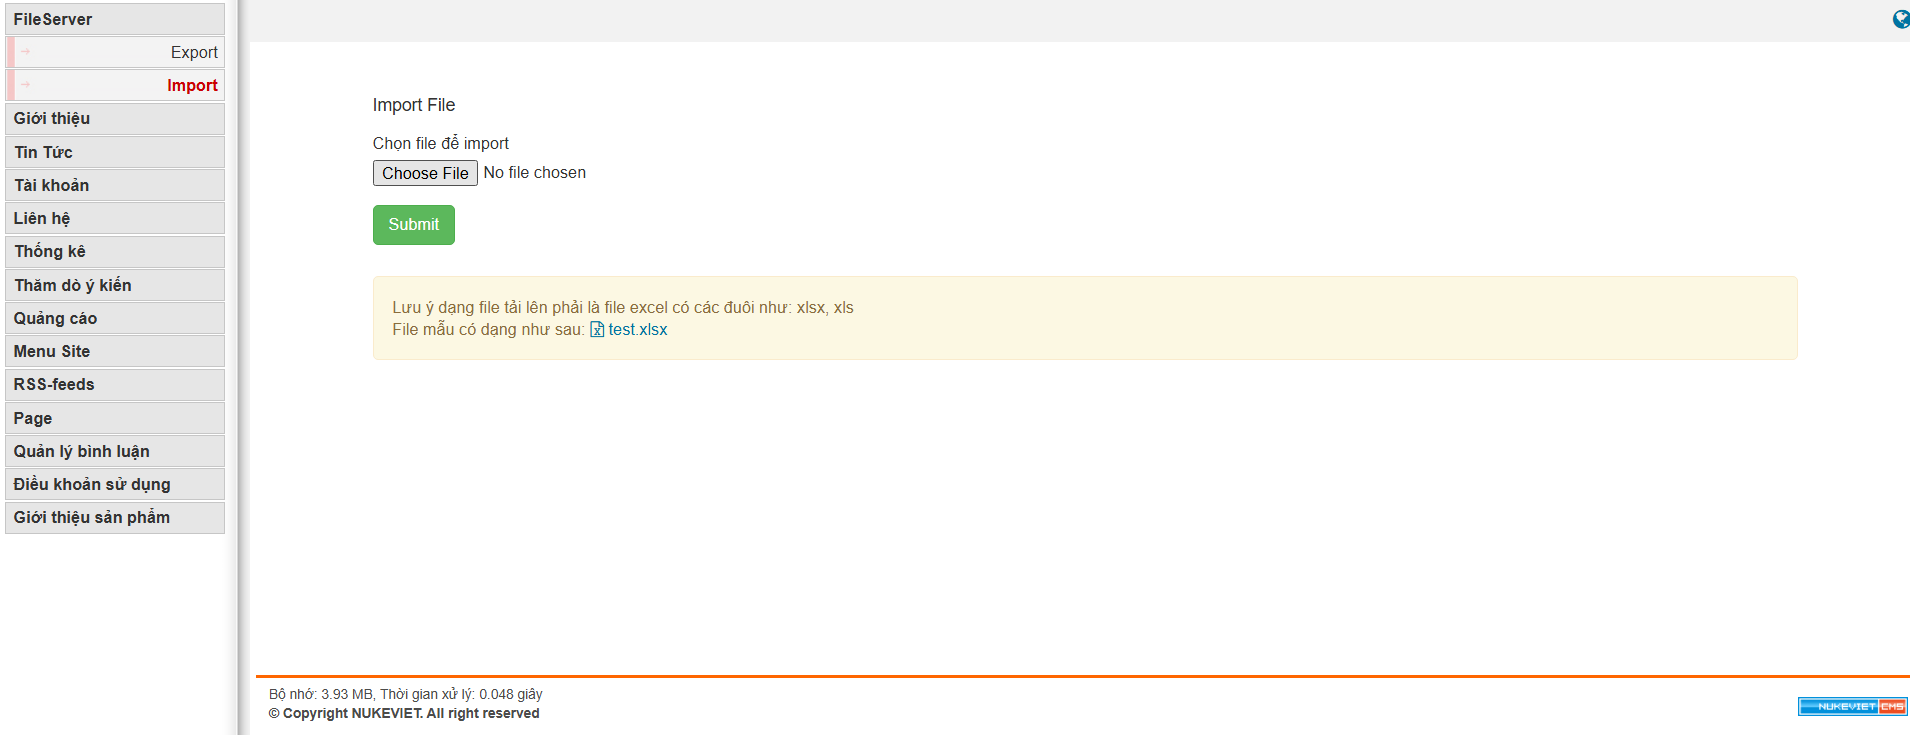 FileServer
Export
Import
Giới thiệu
Tin Tức
Tài khoản
Liên hệ
Thống kê
Thăm dò ý kiến
Quảng cáo
Menu Site
RSS-feeds
Page
Quản lý bình luận
Điều khoản sử dụng
Giới thiệu sản phẩm
Import File
Chọn file để import
Choose File No file chosen
Submit
Lưu ý dạng file tải lên phải là file excel có các đuôi như: xlsx, xls
File mẫu có dạng như sau: test.xlsx
Bộ nhớ: 3.93 MB, Thời gian xử lý: 0.048 giây
© Copyright NUKEVIET. All right reserved
NUKEVIET CMS